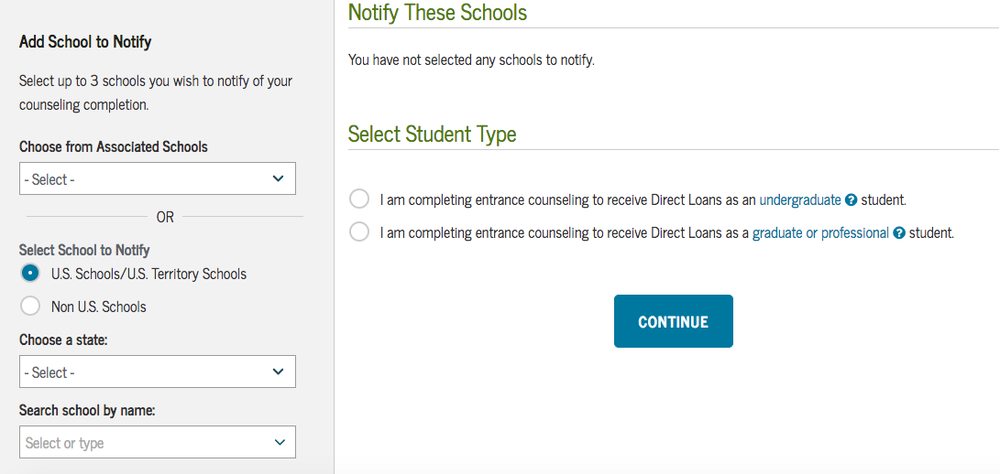 Add School to Notify
Select up to 3 schools you wish to notify of your
counseling completion.
Choose from Associated Schools
- Select -
OR
Select School to Notify
U.S. Schools/U.S. Territory Schools
Non U.S. Schools
Choose a state:
- Select -
Search school by name:
Select or type
Notify These Schools
You have not selected any schools to notify.
Select Student Type
I am completing entrance counseling to receive Direct Loans as an undergraduate ? student.
I am completing entrance counseling to receive Direct Loans as a graduate or professional ? student.
CONTINUE